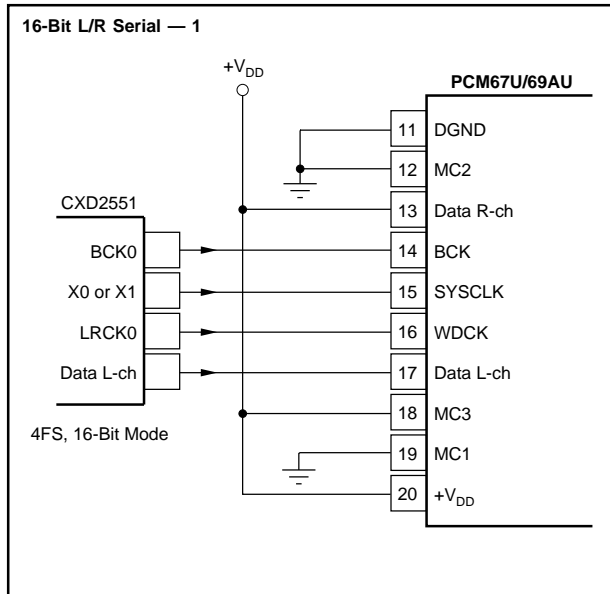 16-Bit L/R Serial — 1
+VDD
PCM67U/69AU
11 DGND
12 MC2
CXD2551
13 Data R-ch
BCK0
14 BCK
X0 or X1
15 SYSCLK
LRCK0
16 WDCK
Data L-ch
17 Data L-ch
4FS, 16-Bit Mode
18 MC3
19 MC1
20 +VDD